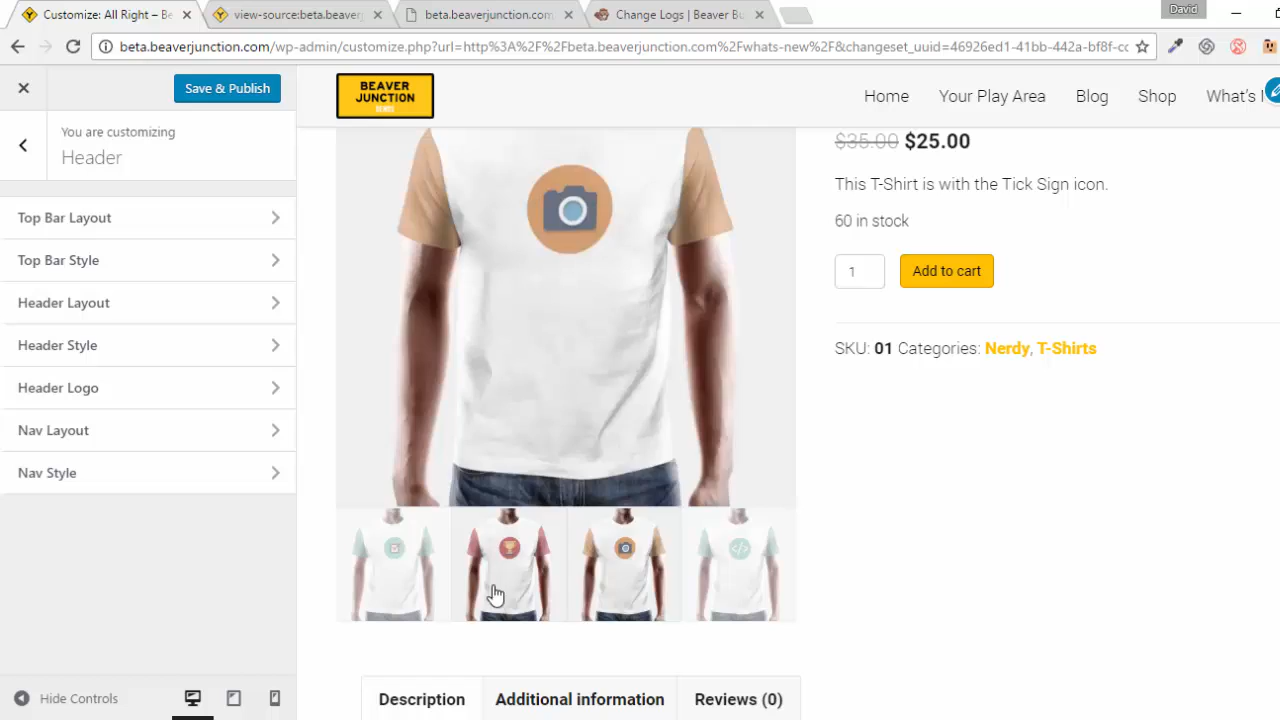 Customize: All Right – Be
view-source:beta.beaver
beta.beaverjunction.com
Change Logs | Beaver Bu
David
beta.beaverjunction.com/wp-admin/customize.php?url=http%3A%2F%2Fbeta.beaverjunction.com%2Fwhats-new%2F&changeset_uuid=46926ed1-41bb-442a-bf8f-cc
Save & Publish
You are customizing
Header
Top Bar Layout
Top Bar Style
Header Layout
Header Style
Header Logo
Nav Layout
Nav Style
Hide Controls
BEAVER
JUNCTION
Home Your Play Area Blog Shop What's
$35.00 $25.00
This T-Shirt is with the Tick Sign icon.
60 in stock
1 Add to cart
SKU: 01 Categories: Nerdy, T-Shirts
</>
Description Additional information Reviews (0)